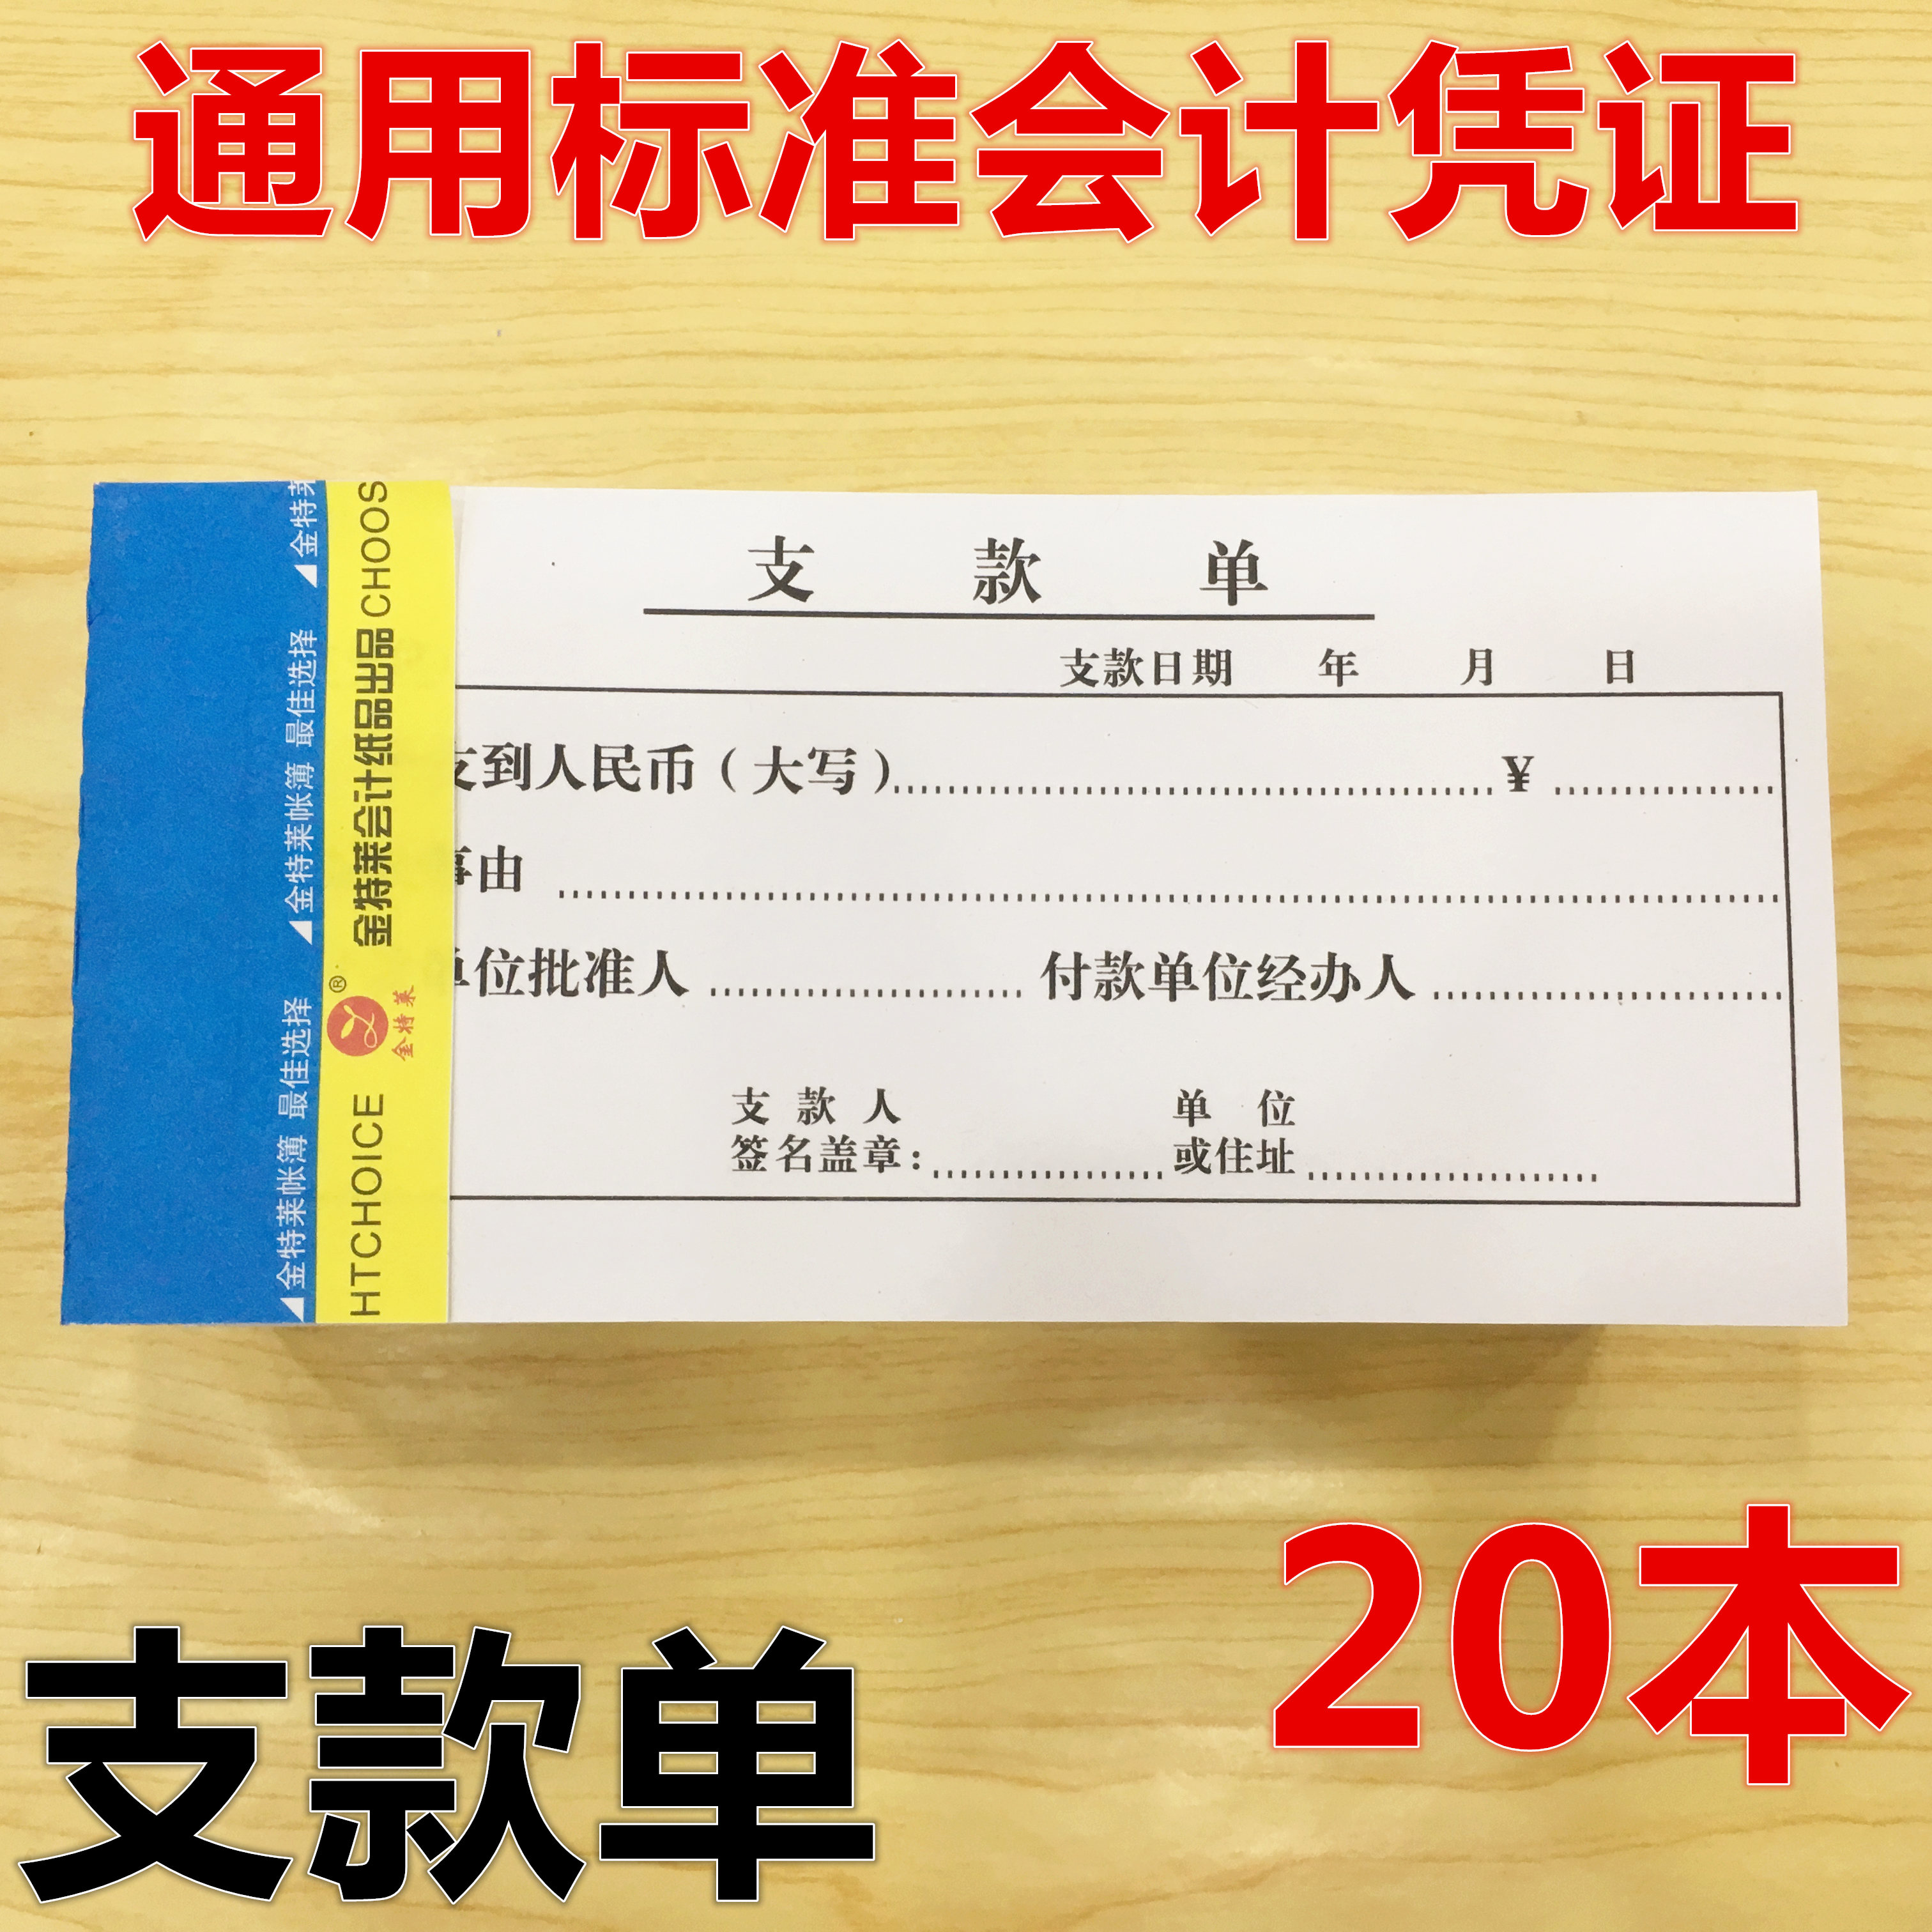 通用标准会计凭证
支款单
支款日期 年 月 日
到人民币（大写） ¥
由
位批准人 付款单位经办人
支款人 单位
签名盖章： 或住址
金特莱帐簿 最佳选择
金特莱帐簿 最佳选择
金特
HTCHOICE
金特莱
®
金特莱会计纸品出品
CHOOS
支款单
20本